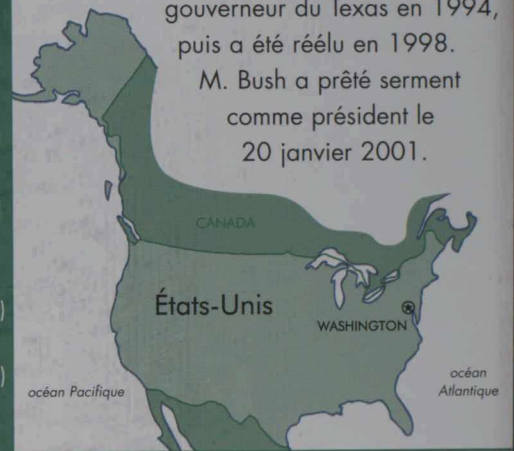 gouverneur du Texas en 1994,
puis a été réélu en 1998.
M. Bush a prêté serment
comme président le
20 janvier 2001.
CANADA
États-Unis
WASHINGTON
océan Pacifique
océan
Atlantique
)
)